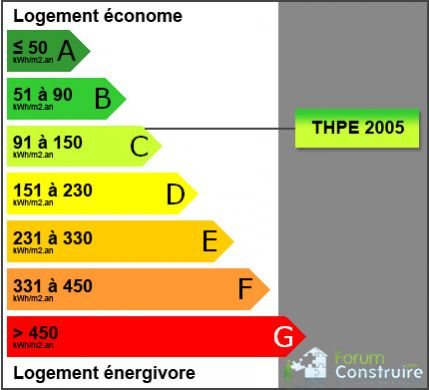 Logement économe
≤ 50
kWh/m2.an
A
51 à 90
kWh/m2.an
B
THPE 2005
91 à 150
kWh/m2.an
C
151 à 230
kWh/m2.an
D
231 à 330
kWh/m2.an
E
331 à 450
kWh/m2.an
F
> 450
kWh/m2.an
G
Forum
Construire
Logement énergivore